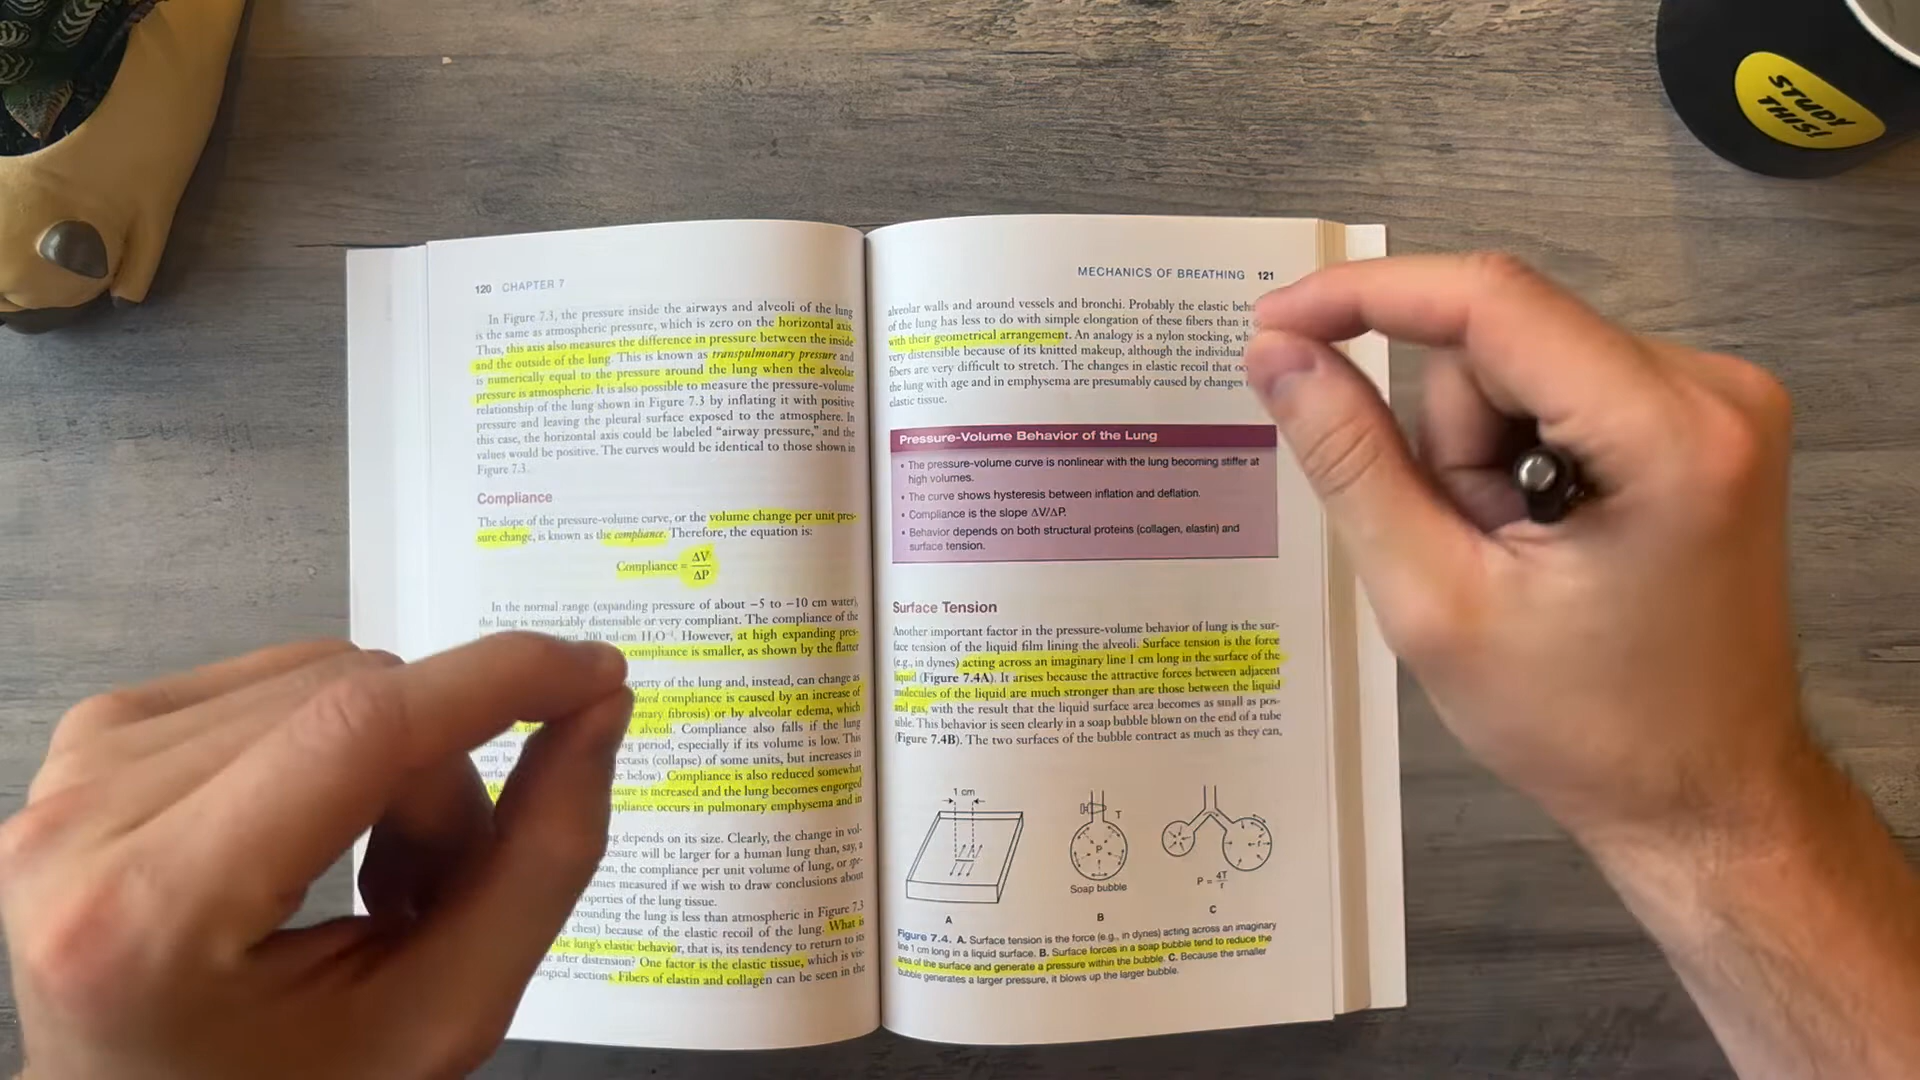 STUDY
THIS!
120 CHAPTER 7
In Figure 7.3, the pressure inside the airways and alveoli of the lung
is the same as atmospheric pressure, which is zero on the horizontal axis.
Thus, this axis also measures the difference in pressure between the inside
and the outside of the lung. This is known as transpulmonary pressure and
is numerically equal to the pressure around the lung when the alveolar
pressure is atmospheric. It is also possible to measure the pressure-volume
relationship of the lung shown in Figure 7.3 by inflating it with positive
pressure and leaving the pleural surface exposed to the atmosphere. In
this case, the horizontal axis could be labeled "airway pressure," and the
values would be positive. The curves would be identical to those shown in
Figure 7.3.
Compliance
The slope of the pressure-volume curve, or the volume change per unit pres-
sure change, is known as the compliance. Therefore, the equation is:
Compliance = ΔV
ΔP
In the normal range (expanding pressure of about −5 to −10 cm water),
the lung is remarkably distensible or very compliant. The compliance of the
200 ml·cm H₂O⁻¹. However, at high expanding pres-
compliance is smaller, as shown by the flatter
of the lung and, instead, can change as
compliance is caused by an increase of
fibrosis) or by alveolar edema, which
alveoli. Compliance also falls if the lung
period, especially if its volume is low. This
may be (collapse) of some units, but increases in
below). Compliance is also reduced somewhat
is increased and the lung becomes engorged
occurs in pulmonary emphysema and in
depends on its size. Clearly, the change in vol-
will be larger for a human lung than, say, a
the compliance per unit volume of lung, or spe-
measured if we wish to draw conclusions about
of the lung tissue.
the lung is less than atmospheric in Figure 7.3
chest) because of the elastic recoil of the lung. What is
the lung's elastic behavior, that is, its tendency to return to its
after distension? One factor is the elastic tissue, which is vis-
sections. Fibers of elastin and collagen can be seen in the
MECHANICS OF BREATHING 121
alveolar walls and around vessels and bronchi. Probably the elastic
of the lung has less to do with simple elongation of these fibers than it
with their geometrical arrangement. An analogy is a nylon stocking,
very distensible because of its knitted makeup, although the individual
fibers are very difficult to stretch. The changes in elastic recoil that
the lung with age and in emphysema are presumably caused by changes
elastic tissue.
Pressure-Volume Behavior of the Lung
• The pressure-volume curve is nonlinear with the lung becoming stiffer at
high volumes.
• The curve shows hysteresis between inflation and deflation.
• Compliance is the slope ΔV/ΔP.
• Behavior depends on both structural proteins (collagen, elastin) and
surface tension.
Surface Tension
Another important factor in the pressure-volume behavior of lung is the sur-
face tension of the liquid film lining the alveoli. Surface tension is the force
(e.g., in dynes) acting across an imaginary line 1 cm long in the surface of the
liquid (Figure 7.4A). It arises because the attractive forces between adjacent
molecules of the liquid are much stronger than are those between the liquid
and gas, with the result that the liquid surface area becomes as small as pos-
sible. This behavior is seen clearly in a soap bubble blown on the end of a tube
(Figure 7.4B). The two surfaces of the bubble contract as much as they can,
1 cm
T
P
Soap bubble
P = 4T
r
A
B
C
Figure 7.4. A. Surface tension is the force (e.g., in dynes) acting across an imaginary
line 1 cm long in a liquid surface. B. Surface forces in a soap bubble tend to reduce the
area of the surface and generate a pressure within the bubble. C. Because the smaller
bubble generates a larger pressure, it blows up the larger bubble.